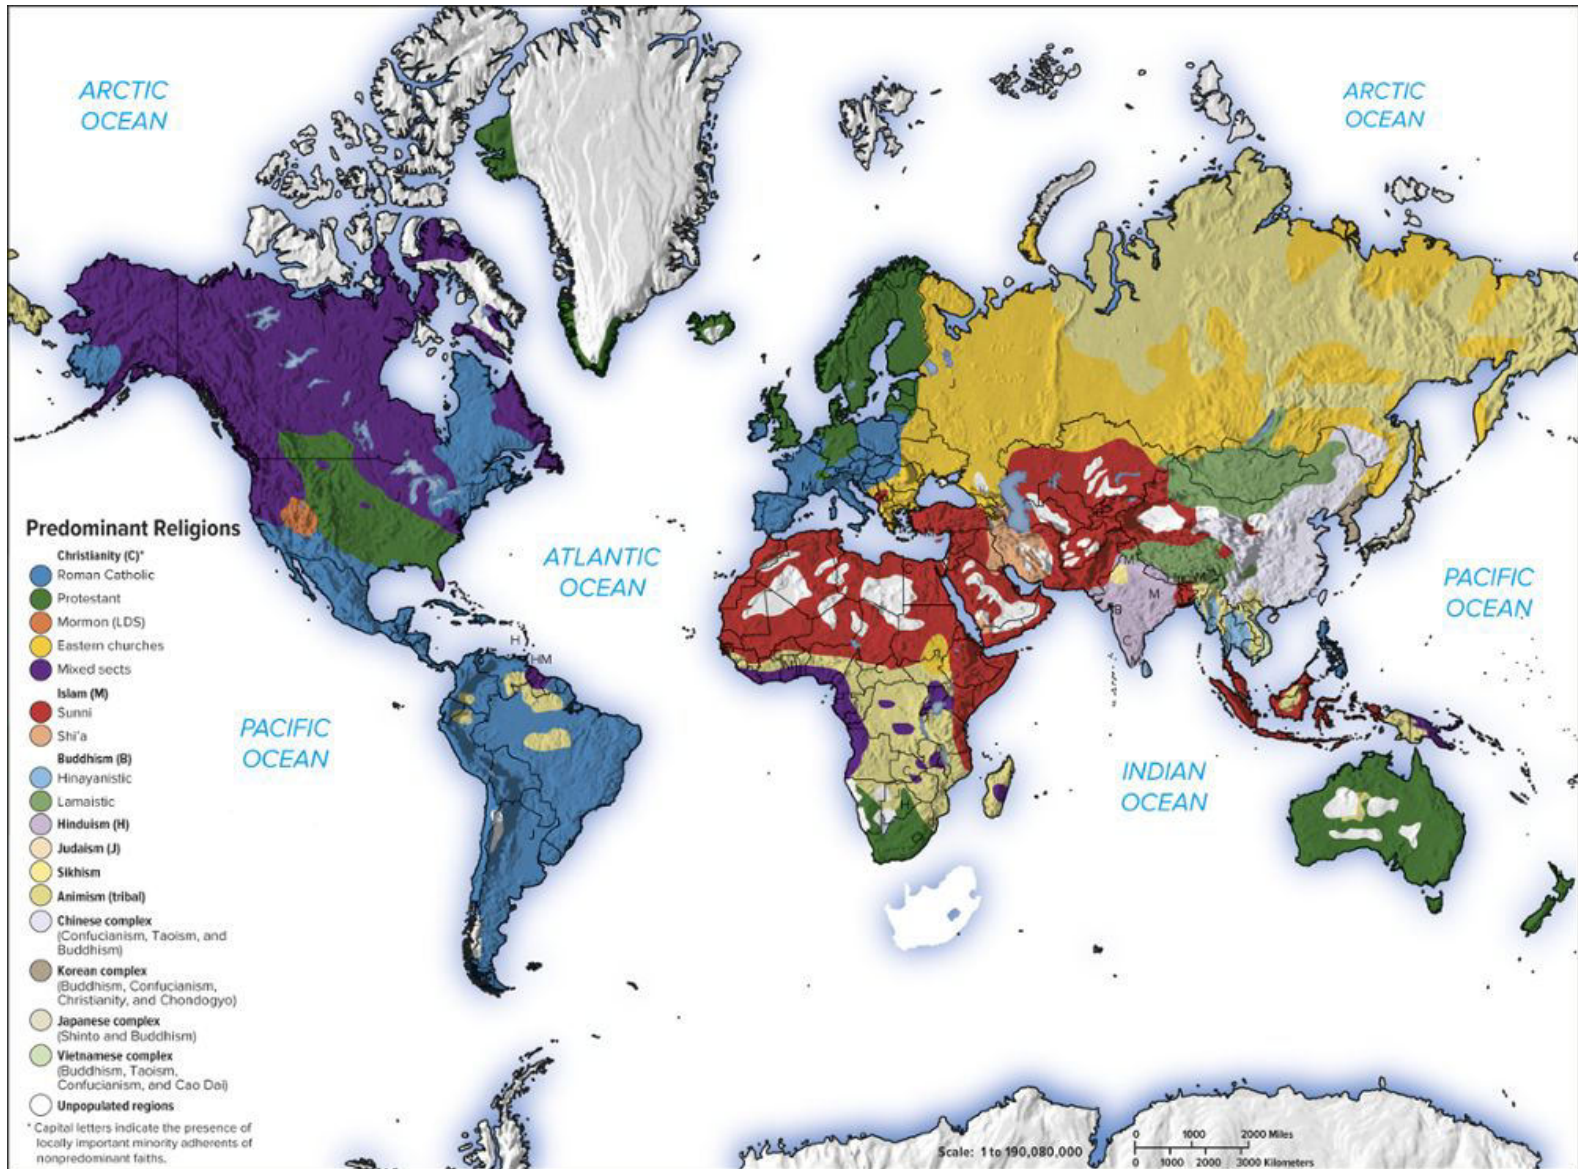 ARCTIC
OCEAN
ARCTIC
OCEAN
Predominant Religions
Christianity (C)*
Roman Catholic
Protestant
Mormon (LDS)
Eastern churches
Mixed sects
Islam (M)
Sunni
Shi'a
Buddhism (B)
Hinayanistic
Lamaistic
Hinduism (H)
Judaism (J)
Sikhism
Animism (tribal)
Chinese complex
(Confucianism, Taoism, and
Buddhism)
Korean complex
(Buddhism, Confucianism,
Christianity, and Chondogyo)
Japanese complex
(Shinto and Buddhism)
Vietnamese complex
(Buddhism, Taoism,
Confucianism, and Cao Dai)
Unpopulated regions
* Capital letters indicate the presence of
locally important minority adherents of
nonpredominant faiths.
ATLANTIC
OCEAN
PACIFIC
OCEAN
PACIFIC
OCEAN
INDIAN
OCEAN
H
HM
M
M
M
M
B
C
C
C
J
H
Scale: 1 to 190,080,000
0 1000 2000 Miles
0 1000 2000 3000 Kilometers